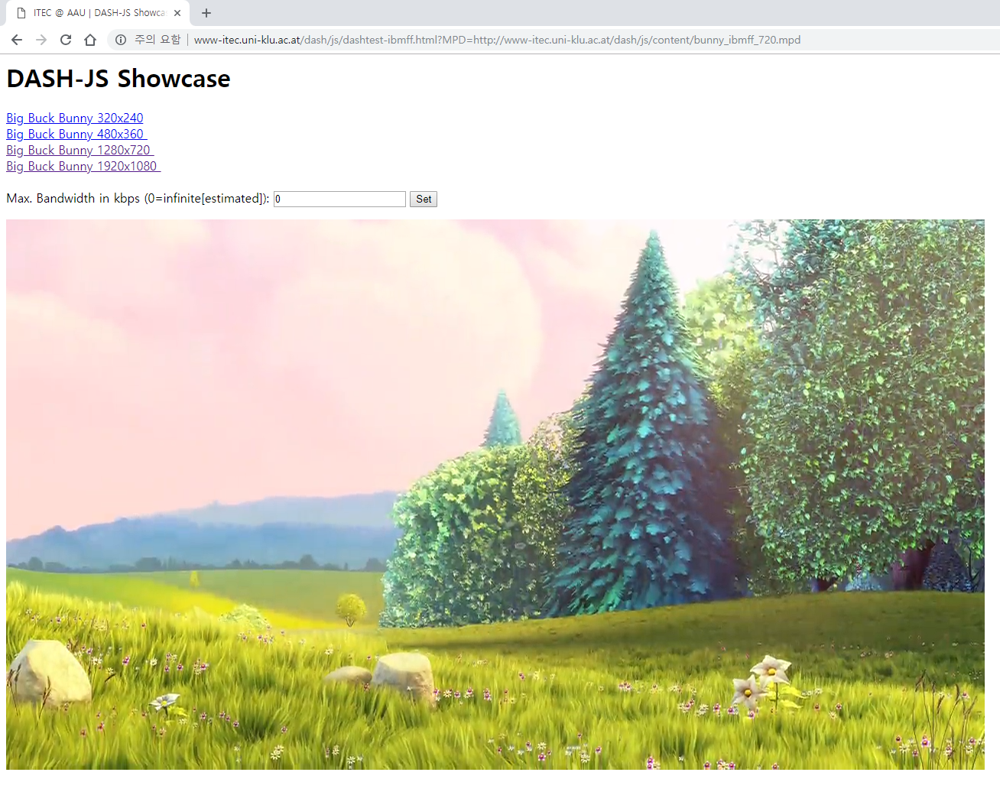 ITEC @ AAU | DASH-JS Showca
주의 요함 | www-itec.uni-klu.ac.at/dash/js/dashtest-ibmff.html?MPD=http://www-itec.uni-klu.ac.at/dash/js/content/bunny_ibmff_720.mpd
DASH-JS Showcase
Big Buck Bunny 320x240
Big Buck Bunny 480x360
Big Buck Bunny 1280x720
Big Buck Bunny 1920x1080
Max. Bandwidth in kbps (0=infinite[estimated]): 0 Set